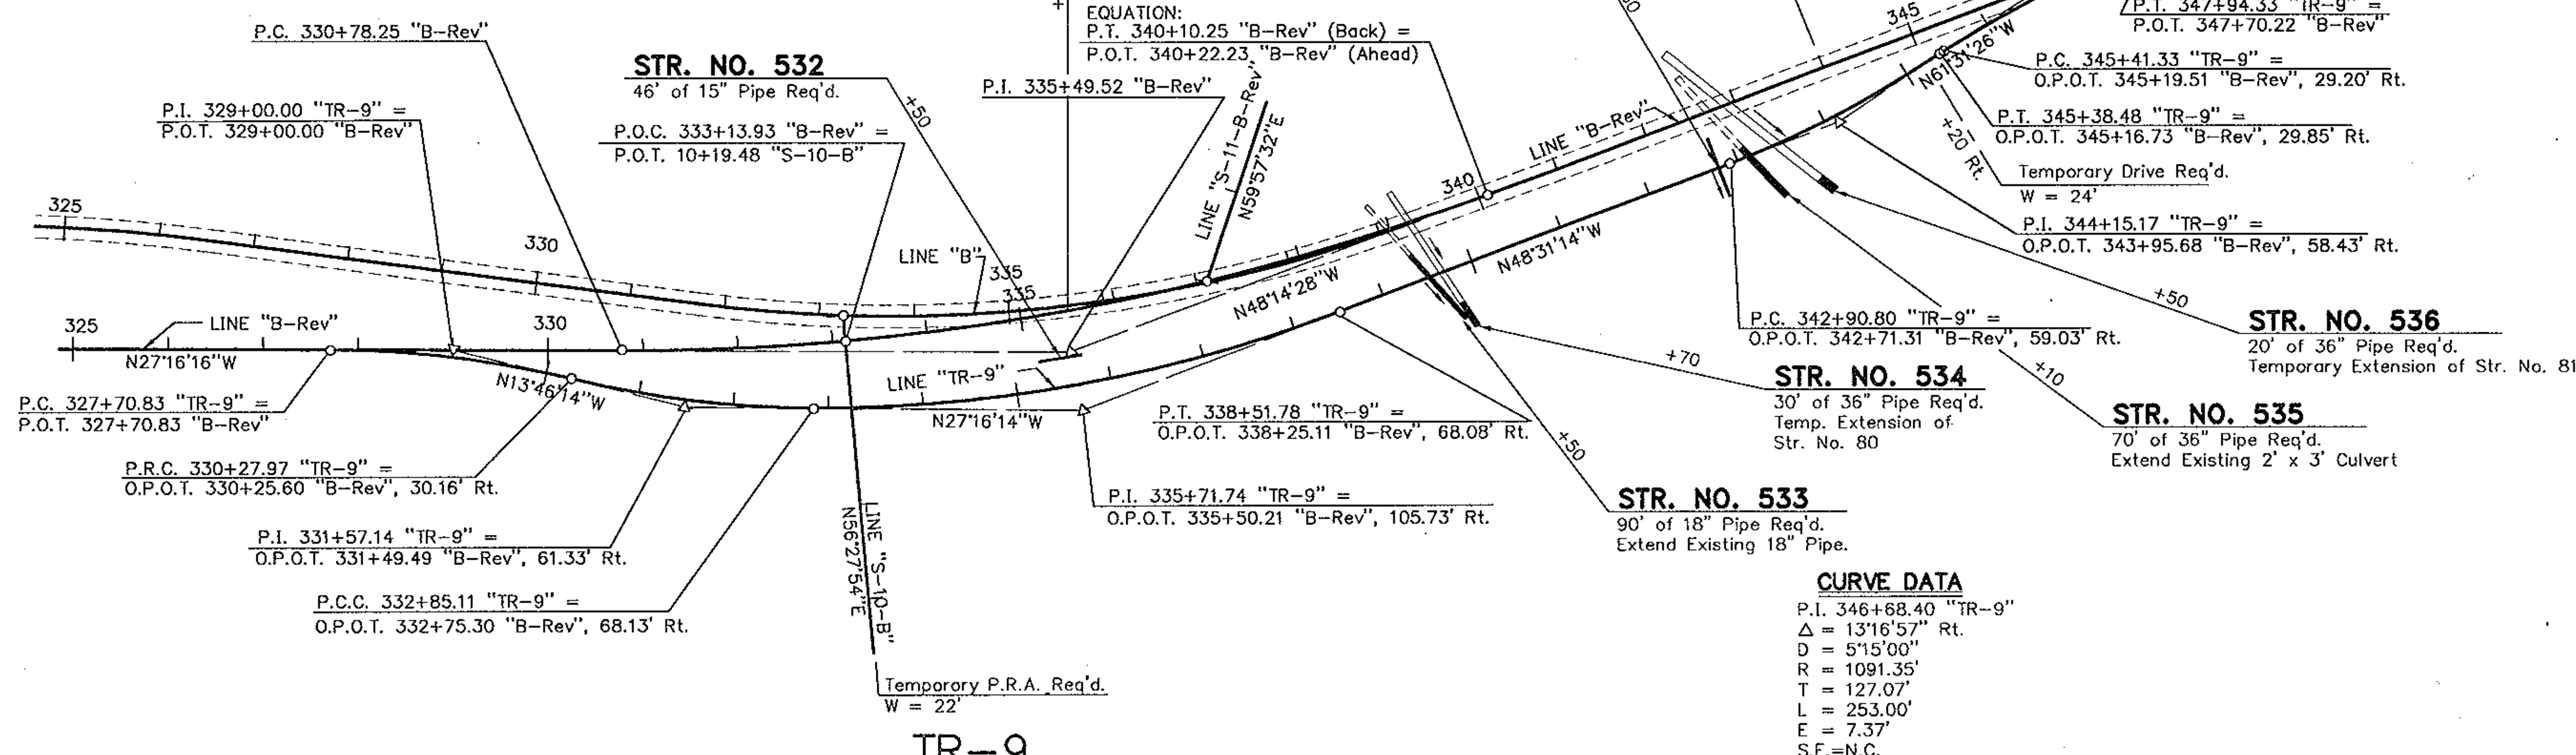 P.C. 330+78.25 "B-Rev"
P.I. 329+00.00 "TR-9" =
P.O.T. 329+00.00 "B-Rev"
STR. NO. 532
46' of 15" Pipe Req'd.
+50
P.O.C. 333+13.93 "B-Rev" =
P.O.T. 10+19.48 "S-10-B"
EQUATION:
P.T. 340+10.25 "B-Rev" (Back) =
P.O.T. 340+22.23 "B-Rev" (Ahead)
P.I. 335+49.52 "B-Rev"
LINE "S-11-B-Rev"
N59°57'32"E
LINE "B-Rev"
345
N61°31'26"W
P.T. 347+94.33 "TR-9" =
P.O.T. 347+70.22 "B-Rev"
P.C. 345+41.33 "TR-9" =
O.P.O.T. 345+19.51 "B-Rev", 29.20' Rt.
P.T. 345+38.48 "TR-9" =
O.P.O.T. 345+16.73 "B-Rev", 29.85' Rt.
+20 Rt.
Temporary Drive Req'd.
W = 24'
P.I. 344+15.17 "TR-9" =
O.P.O.T. 343+95.68 "B-Rev", 58.43' Rt.
325
330
LINE "B"
335
335
340
325
LINE "B-Rev"
330
N27°16'16"W
N13°46'14"W
LINE "TR-9"
N27°16'14"W
N48°14'28"W
N48°31'14"W
P.C. 342+90.80 "TR-9" =
O.P.O.T. 342+71.31 "B-Rev", 59.03' Rt.
+50
STR. NO. 536
20' of 36" Pipe Req'd.
Temporary Extension of Str. No. 81
+70
STR. NO. 534
30' of 36" Pipe Req'd.
Temp. Extension of
Str. No. 80
+10
STR. NO. 535
70' of 36" Pipe Req'd.
Extend Existing 2' x 3' Culvert
P.C. 327+70.83 "TR-9" =
P.O.T. 327+70.83 "B-Rev"
P.R.C. 330+27.97 "TR-9" =
O.P.O.T. 330+25.60 "B-Rev", 30.16' Rt.
P.I. 331+57.14 "TR-9" =
O.P.O.T. 331+49.49 "B-Rev", 61.33' Rt.
P.C.C. 332+85.11 "TR-9" =
O.P.O.T. 332+75.30 "B-Rev", 68.13' Rt.
LINE "S-10-B"
N56°27'54"E
P.T. 338+51.78 "TR-9" =
O.P.O.T. 338+25.11 "B-Rev", 68.08' Rt.
P.I. 335+71.74 "TR-9" =
O.P.O.T. 335+50.21 "B-Rev", 105.73' Rt.
+50
STR. NO. 533
90' of 18" Pipe Req'd.
Extend Existing 18" Pipe.
Temporary P.R.A. Req'd.
W = 22'
TR-9
CURVE DATA
P.I. 346+68.40 "TR-9"
Δ = 13°16'57" Rt.
D = 5°15'00"
R = 1091.35'
T = 127.07'
L = 253.00'
E = 7.37'
S.E.=N.C.